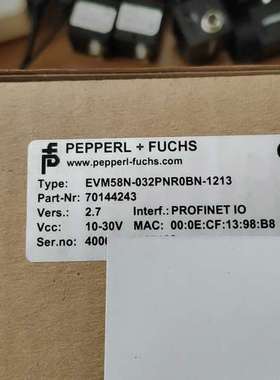 PEPPERL + FUCHS
www.pepperl-fuchs.com
Type: EVM58N-032PNR0BN-1213
Part-Nr: 70144243
Vers.: 2.7 Interf.: PROFINET IO
Vcc: 10-30V MAC: 00:0E:CF:13:98:B8
Ser.no: